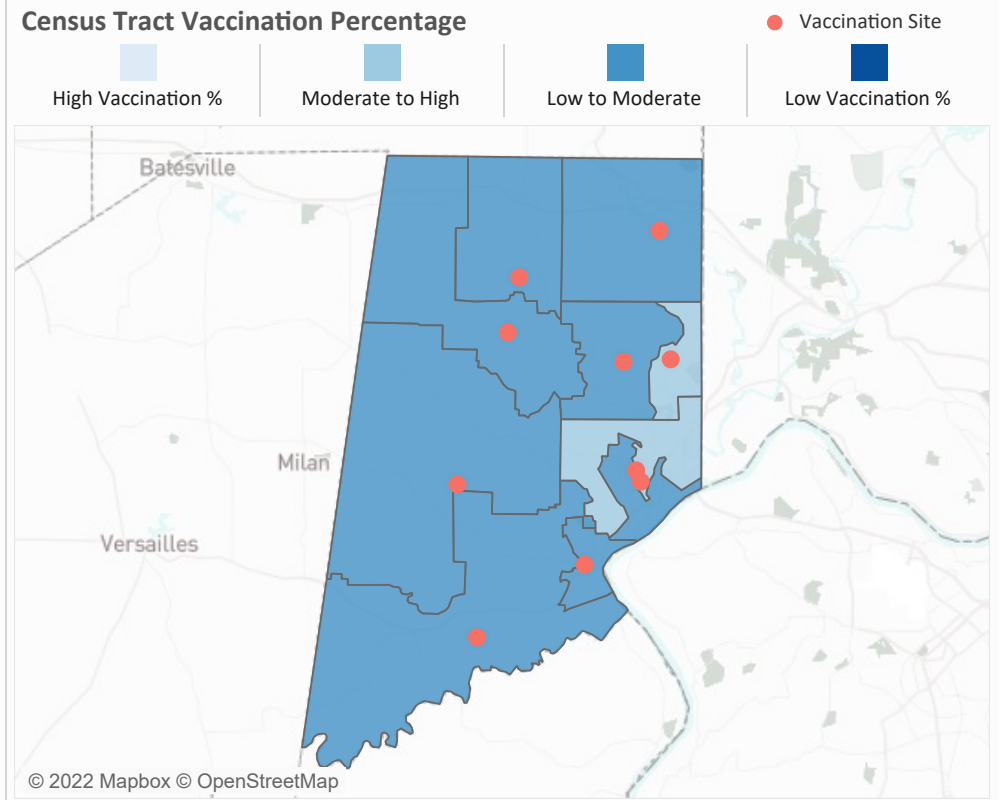 Census Tract Vaccination Percentage
Vaccination Site
High Vaccination %
Moderate to High
Low to Moderate
Low Vaccination %
Batesville
Milan
Versailles
© 2022 Mapbox © OpenStreetMap